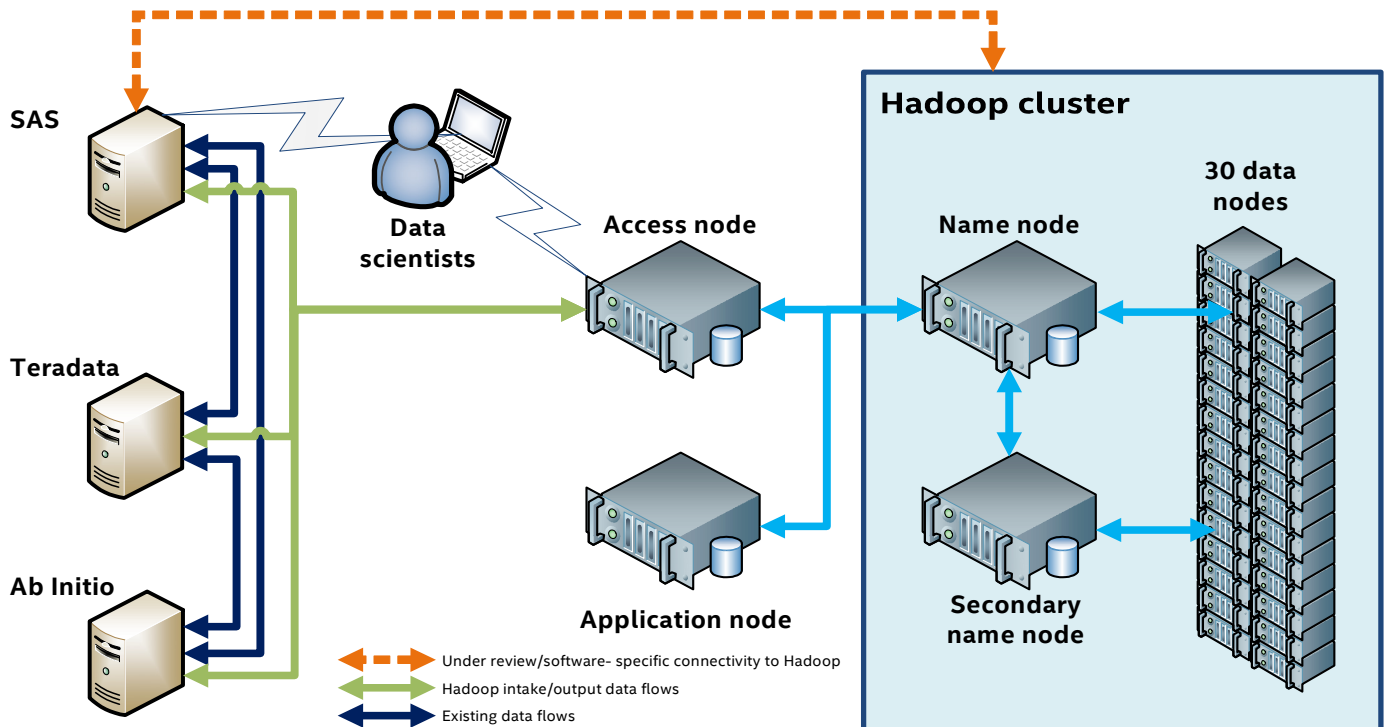 SAS
Hadoop cluster
30 data
nodes
Data
scientists
Access node
Name node
Teradata
Ab Initio
Application node
Secondary
name node
Under review/software- specific connectivity to Hadoop
Hadoop intake/output data flows
Existing data flows